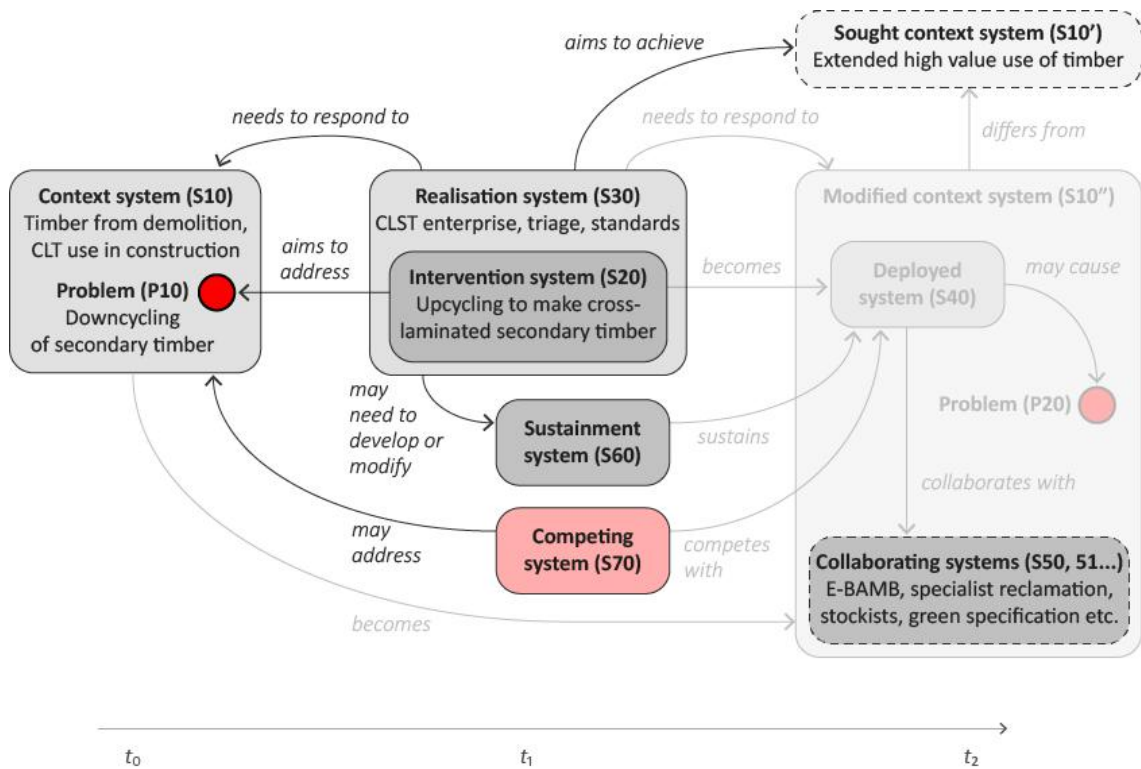 Sought context system (S10')
Extended high value use of timber
aims to achieve
needs to respond to
needs to respond to
differs from
Context system (S10)
Timber from demolition,
CLT use in construction
Problem (P10)
Downcycling
of secondary timber
aims to
address
Realisation system (S30)
CLST enterprise, triage, standards
Intervention system (S20)
Upcycling to make cross-
laminated secondary timber
becomes
Modified context system (S10’’)
Deployed
system (S40)
may cause
Problem (P20)
may
need to
develop or
modify
Sustainment
system (S60)
sustains
collaborates with
may
address
Competing
system (S70)
competes
with
Collaborating systems (S50, 51...)
E-BAMB, specialist reclamation,
stockists, green specification etc.
becomes
t0
t1
t2